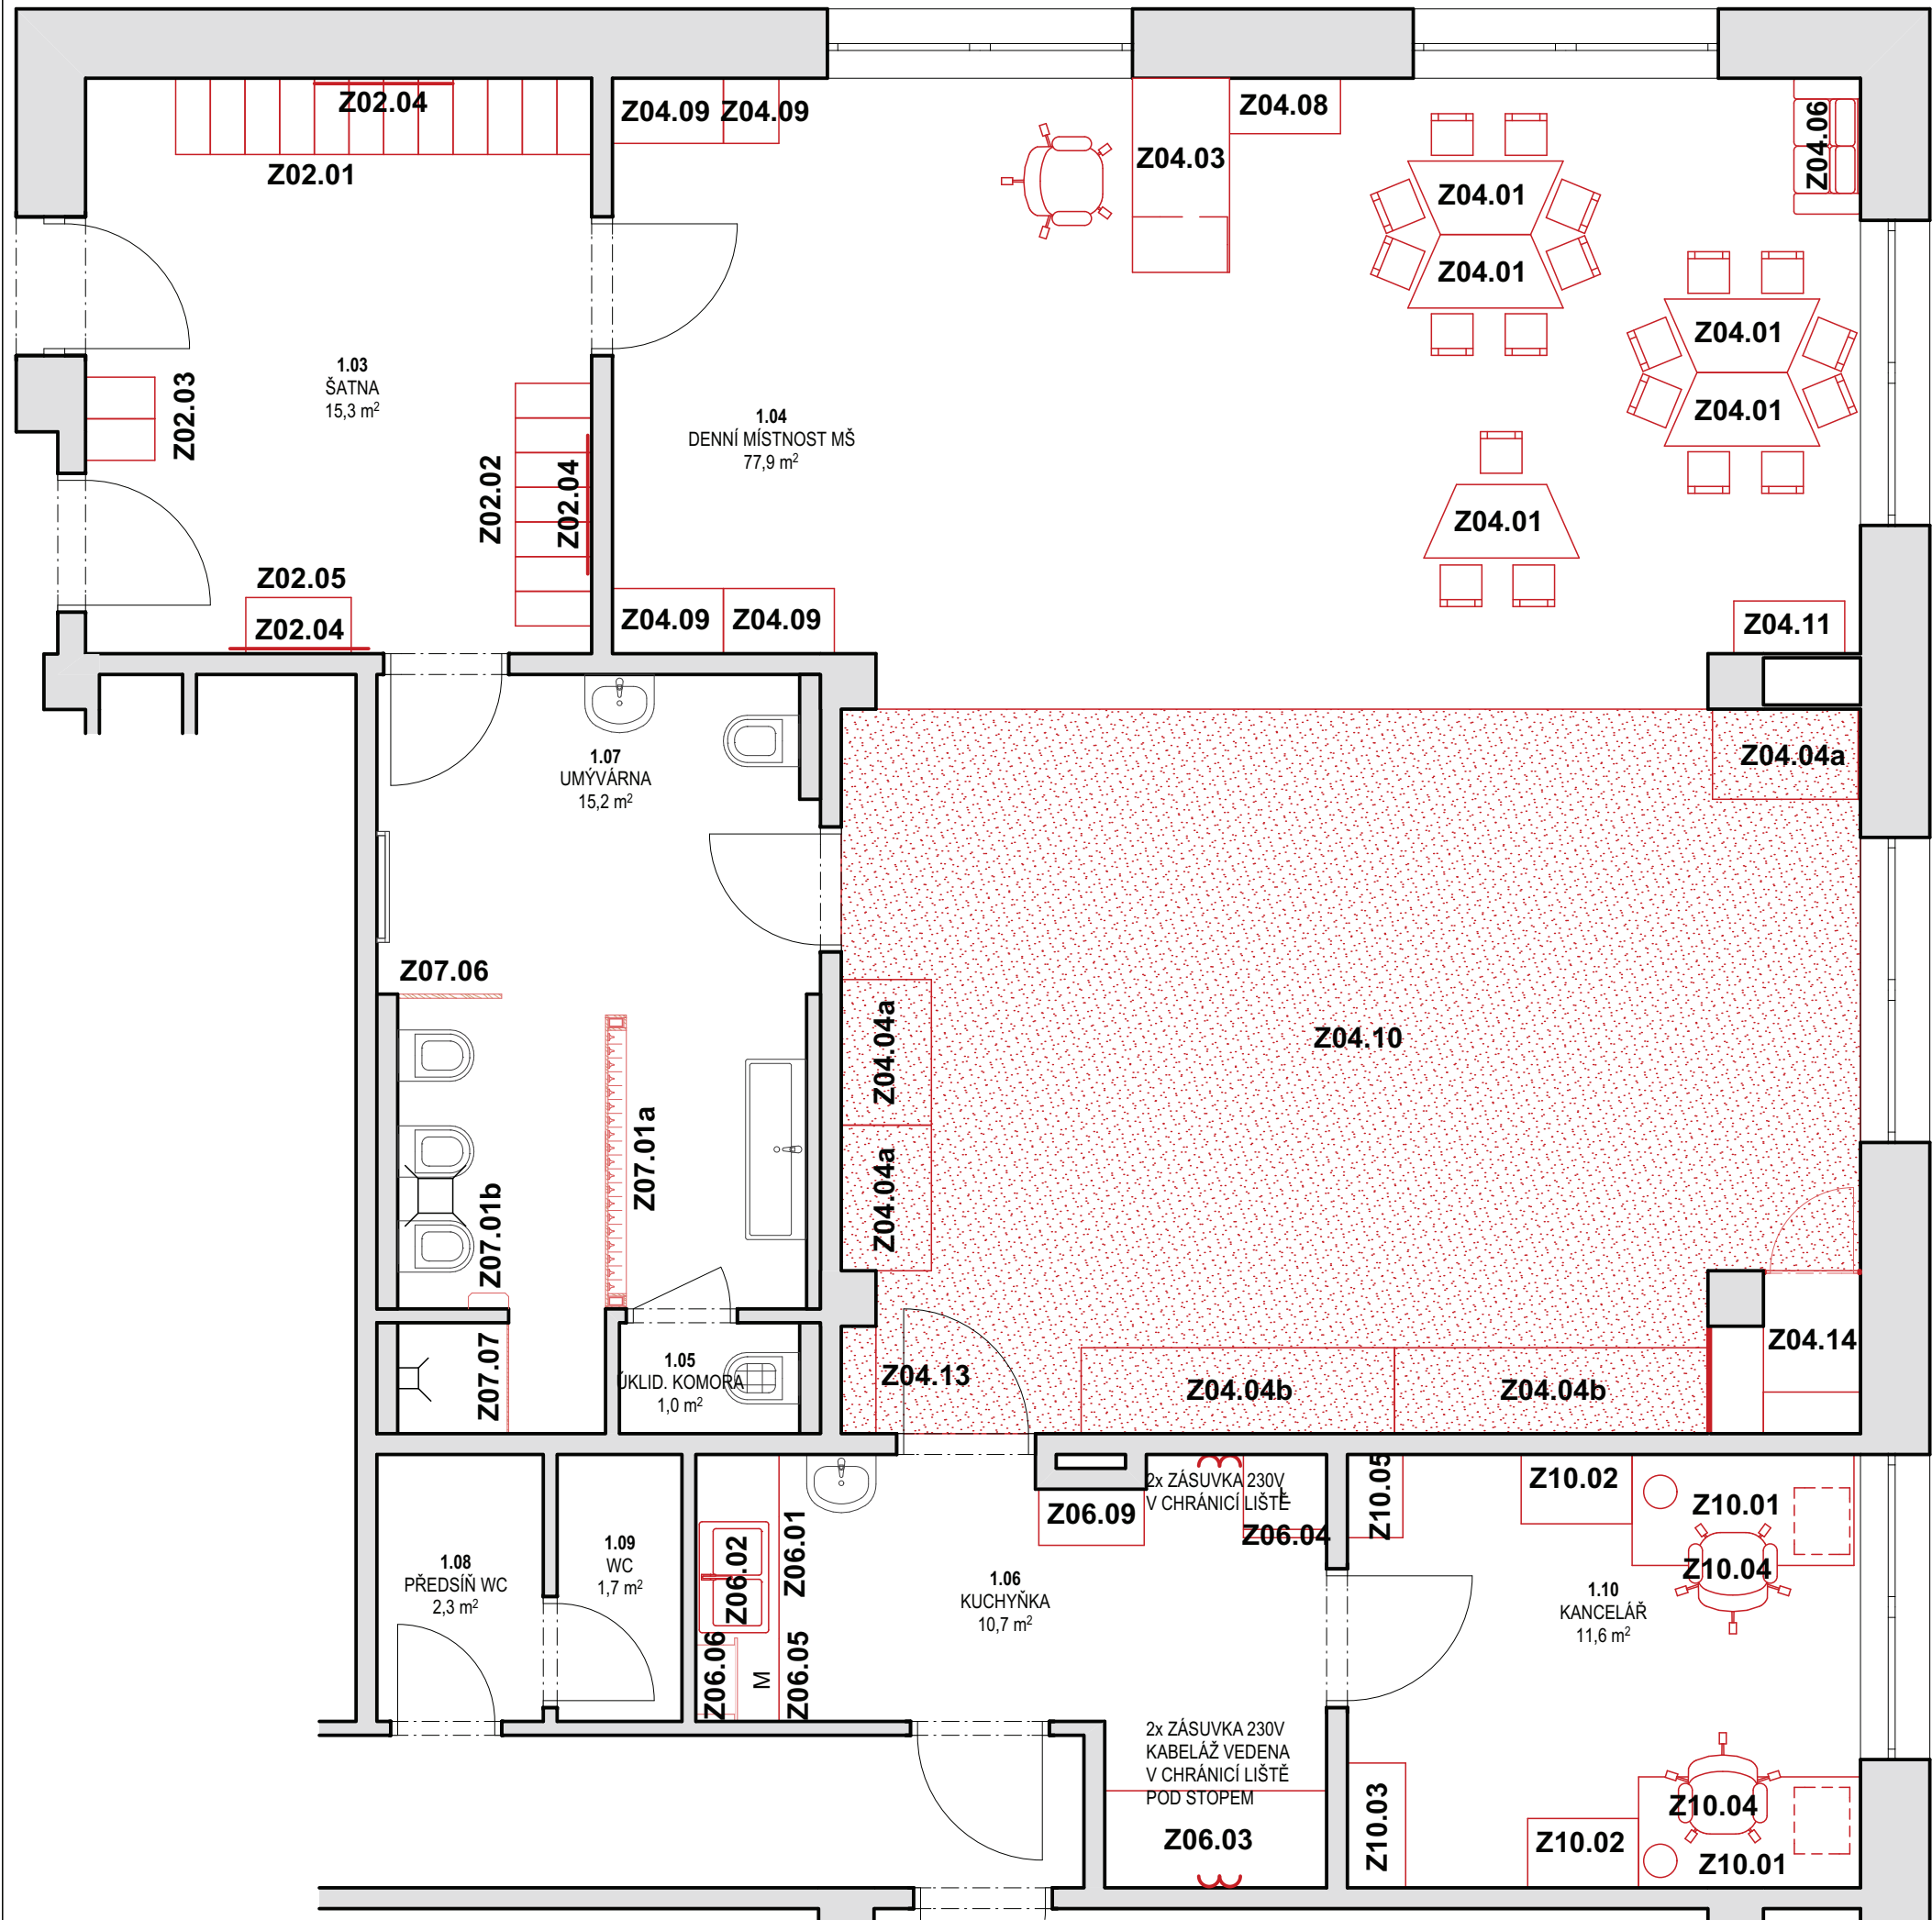 Z02.04
Z02.01
Z04.09
Z04.09
Z04.03
Z04.08
Z04.01
Z04.01
Z04.06
Z04.01
Z04.01
Z04.01
Z04.11
1.03
ŠATNA
15,3 m²
Z02.03
Z02.02
Z02.04
Z02.05
Z02.04
1.04
DENNÍ MÍSTNOST MŠ
77,9 m²
Z04.09
Z04.09
1.07
UMÝVÁRNA
15,2 m²
Z07.06
Z07.01a
Z07.01b
Z07.07
1.05
ÚKLID. KOMORA
1,0 m²
Z04.04a
Z04.04a
Z04.04a
Z04.10
Z04.13
Z04.04b
Z04.04b
Z04.14
1.08
PŘEDSÍŇ WC
2,3 m²
1.09
WC
1,7 m²
Z06.02
Z06.01
Z06.06
M
Z06.05
1.06
KUCHYŇKA
10,7 m²
Z06.09
2x ZÁSUVKA 230V
V CHRÁNICÍ LIŠTĚ
L
Z06.04
2x ZÁSUVKA 230V
KABELÁŽ VEDENA
V CHRÁNICÍ LIŠTĚ
POD STOPEM
Z06.03
Z10.05
Z10.02
Z10.01
Z10.04
1.10
KANCELÁŘ
11,6 m²
Z10.03
Z10.02
Z10.04
Z10.01